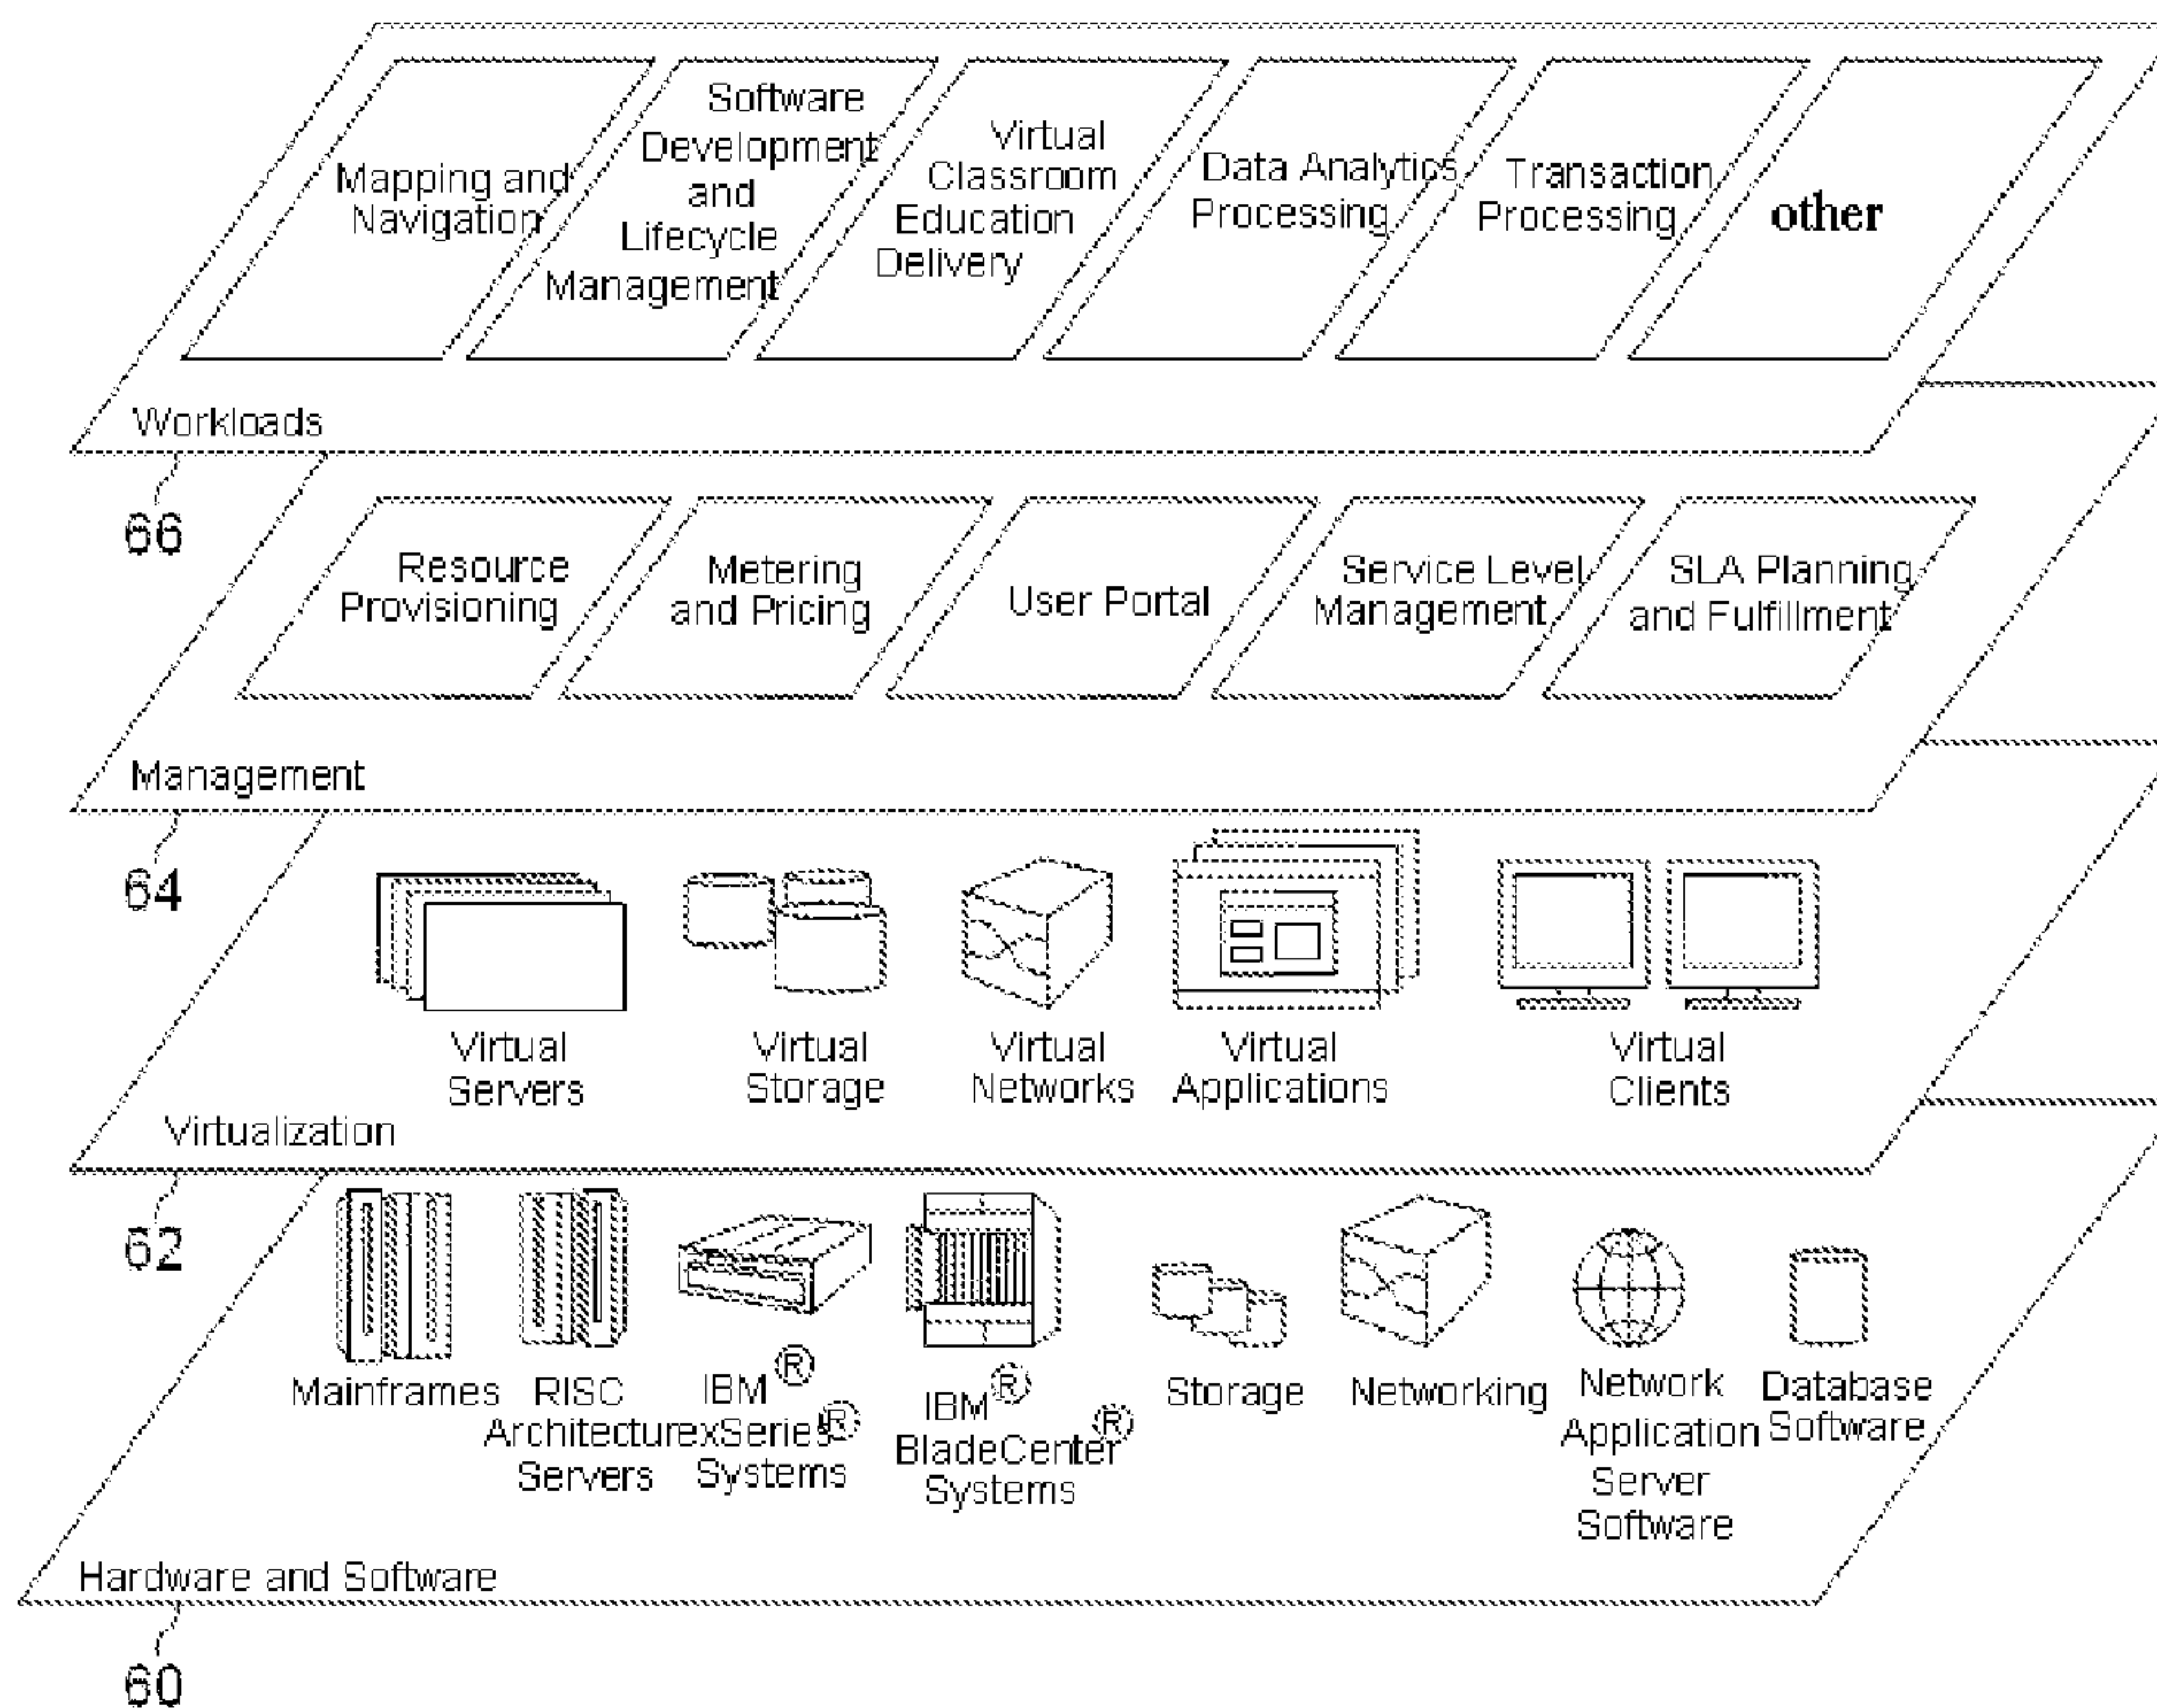 Mapping and
Navigation
Software
Development
and
Lifecycle
Management
Virtual
Classroom
Education
Delivery
Data Analytics
Processing
Transaction
Processing
other
Workloads
66
Resource
Provisioning
Metering
and Pricing
User Portal
Service Level
Management
SLA Planning
and Fulfillment
Management
64
Virtual
Servers
Virtual
Storage
Virtual
Networks
Virtual
Applications
Virtual
Clients
Virtualization
62
Mainframes
RISC
Architecture
Servers
IBM®
xSeries®
Systems
IBM®
BladeCenter®
Systems
Storage
Networking
Network
Application
Server
Software
Database
Software
Hardware and Software
60